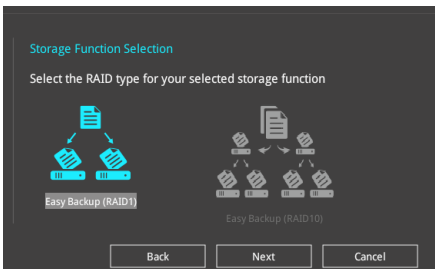 Storage Function Selection
Select the RAID type for your selected storage function
Easy Backup (RAID1)
Easy Backup (RAID10)
Back
Next
Cancel